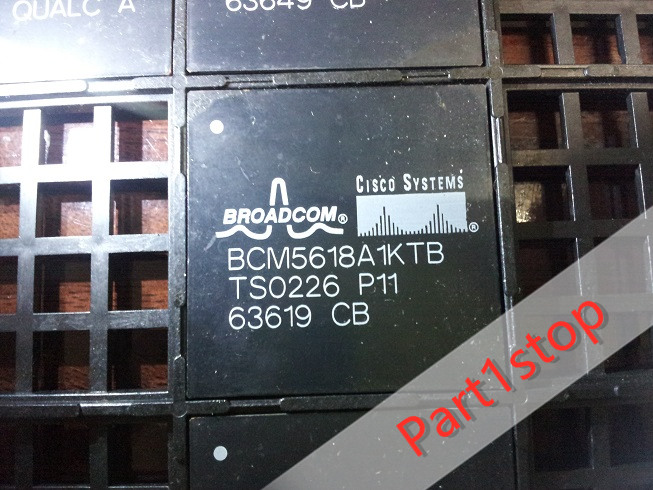 QUALC A
63649 CB
CISCO SYSTEMS
BROADCOM®
®
BCM5618A1KTB
TS0226 P11
63619 CB
Part1stop